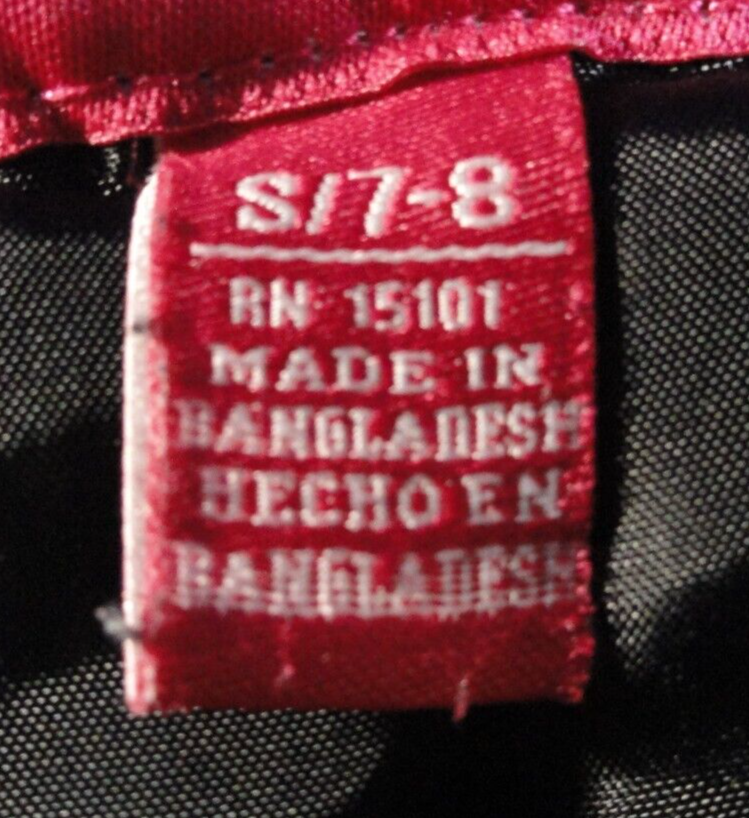 S/7-8
RN 15101
MADE IN
BANGLADESH
HECHO EN
BANGLADESH